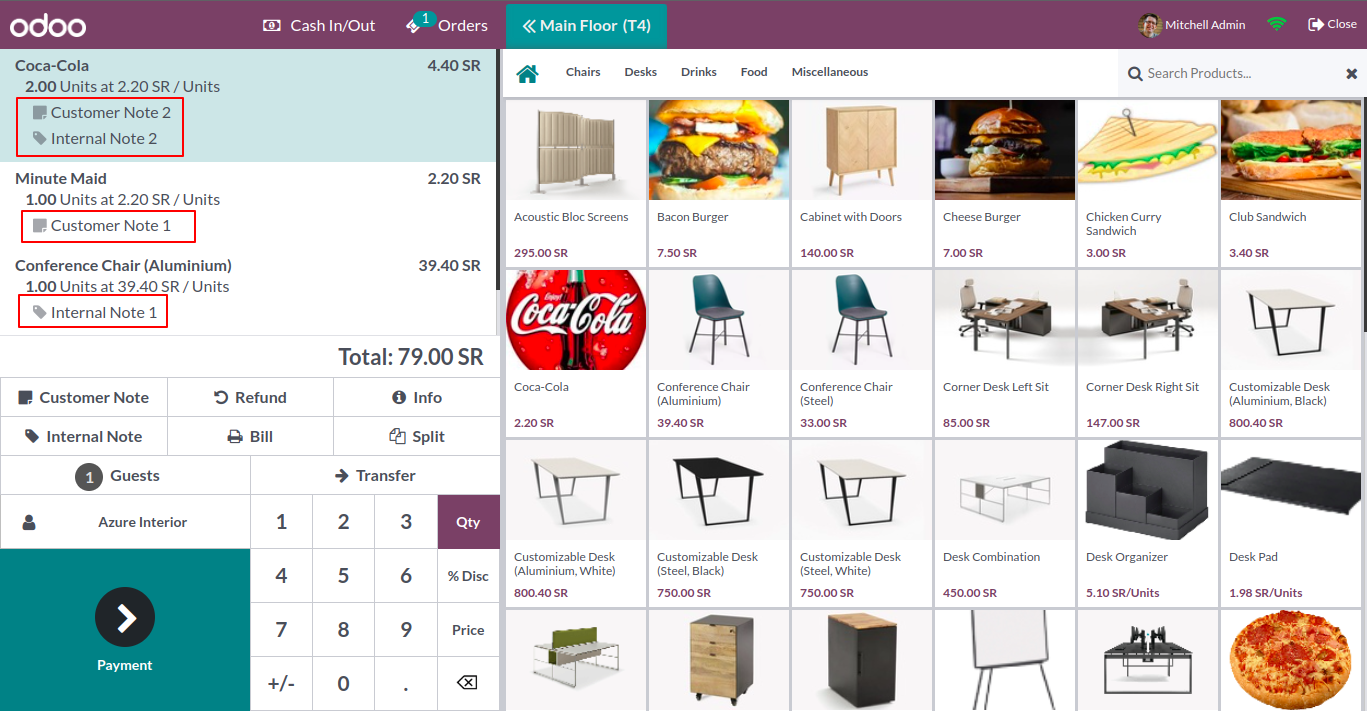 odoo
Cash In/Out
1
Orders
Main Floor (T4)
Mitchell Admin
Close
Coca-Cola 4.40 SR
2.00 Units at 2.20 SR / Units
Customer Note 2
Internal Note 2
Minute Maid 2.20 SR
1.00 Units at 2.20 SR / Units
Customer Note 1
Conference Chair (Aluminium) 39.40 SR
1.00 Units at 39.40 SR / Units
Internal Note 1
Total: 79.00 SR
Customer Note Refund Info
Internal Note Bill Split
1 Guests Transfer
Azure Interior
Payment
1 2 3 Qty
4 5 6 % Disc
7 8 9 Price
+/- 0 .
Chairs Desks Drinks Food Miscellaneous
Search Products...
Acoustic Bloc Screens
295.00 SR
Bacon Burger
7.50 SR
Cabinet with Doors
140.00 SR
Cheese Burger
7.00 SR
Chicken Curry
Sandwich
3.00 SR
Club Sandwich
3.40 SR
Enjoy
Coca-Cola
Coca-Cola
2.20 SR
Conference Chair
(Aluminium)
39.40 SR
Conference Chair
(Steel)
33.00 SR
Corner Desk Left Sit
85.00 SR
Corner Desk Right Sit
147.00 SR
Customizable Desk
(Aluminium, Black)
800.40 SR
Customizable Desk
(Aluminium, White)
800.40 SR
Customizable Desk
(Steel, Black)
750.00 SR
Customizable Desk
(Steel, White)
750.00 SR
Desk Combination
450.00 SR
Desk Organizer
5.10 SR/Units
Desk Pad
1.98 SR/Units